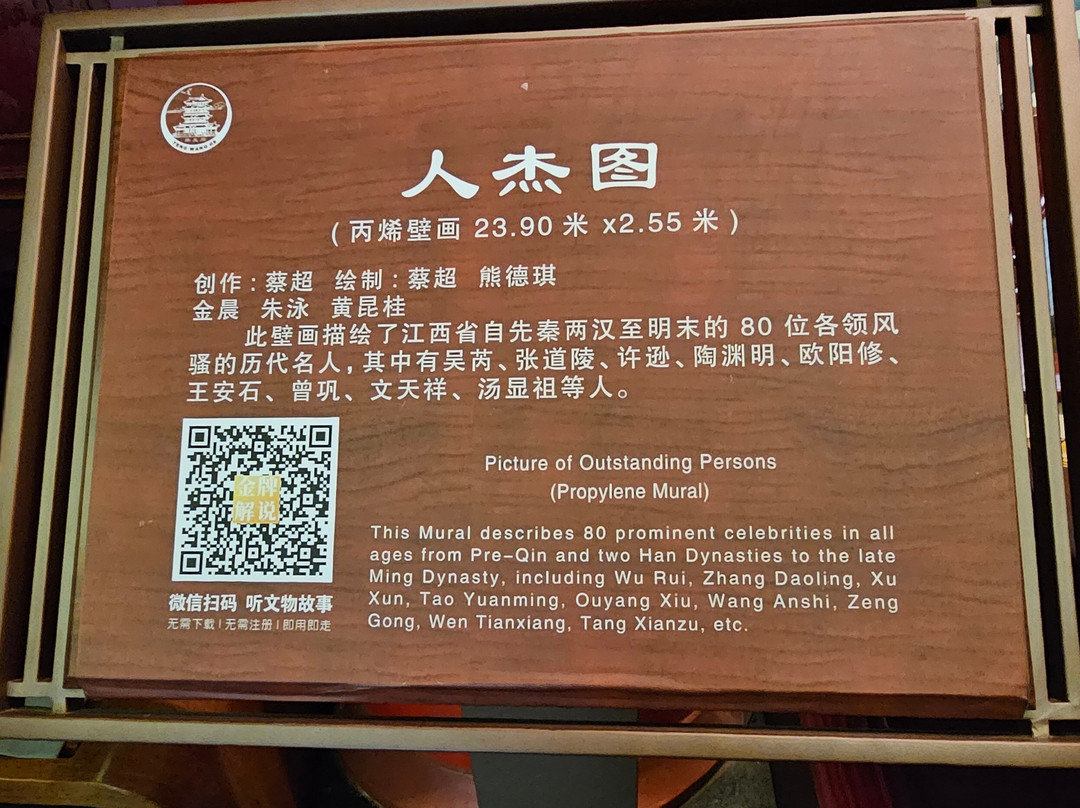 TENG WANG GE
人杰图
（丙烯壁画 23.90 米 x2.55 米）
创作：蔡超 绘制：蔡超 熊德琪
金晨 朱泳 黄昆桂
此壁画描绘了江西省自先秦两汉至明末的 80 位各领风
骚的历代名人，其中有吴芮、张道陵、许逊、陶渊明、欧阳修、
王安石、曾巩、文天祥、汤显祖等人。
金牌
解说
微信扫码 听文物故事
无需下载 | 无需注册 | 即用即走
Picture of Outstanding Persons
(Propylene Mural)
This Mural describes 80 prominent celebrities in all
ages from Pre-Qin and two Han Dynasties to the late
Ming Dynasty, including Wu Rui, Zhang Daoling, Xu
Xun, Tao Yuanming, Ouyang Xiu, Wang Anshi, Zeng
Gong, Wen Tianxiang, Tang Xianzu, etc.